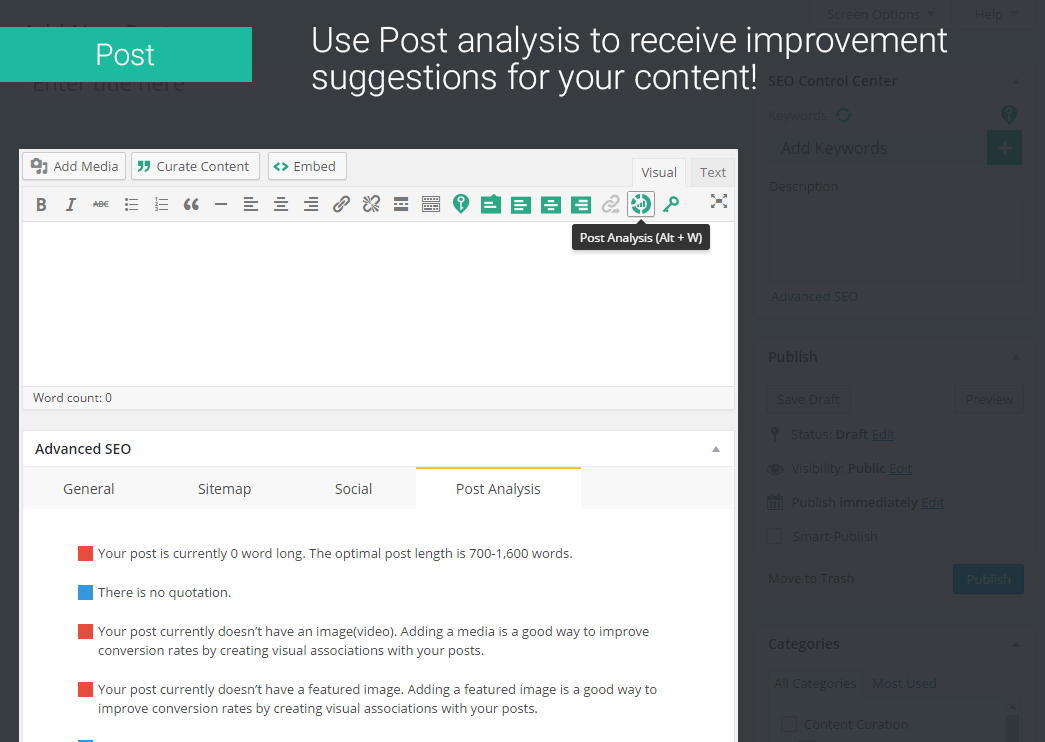 Screen Options
Help
Post
Use Post analysis to receive improvement
suggestions for your content!
Enter title here
Add Media
Curate Content
Embed
Visual
Text
B
I
ABC
Post Analysis (Alt + W)
Word count: 0
Advanced SEO
General
Sitemap
Social
Post Analysis
Your post is currently 0 word long. The optimal post length is 700-1,600 words.
There is no quotation.
Your post currently doesn't have an image(video). Adding a media is a good way to improve
conversion rates by creating visual associations with your posts.
Your post currently doesn't have a featured image. Adding a featured image is a good way to
improve conversion rates by creating visual associations with your posts.
SEO Control Center
Keywords
Add Keywords
Description
Advanced SEO
Publish
Save Draft
Preview
Status: Draft Edit
Visibility: Public Edit
Publish immediately Edit
Smart-Publish
Move to Trash
Publish
Categories
All Categories
Most Used
Content Curation